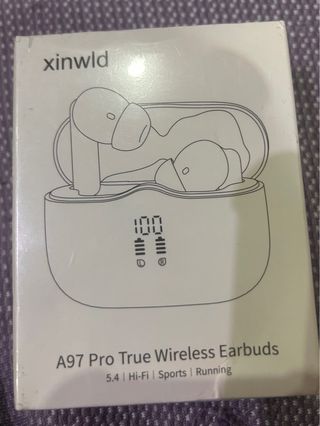 xinwld
100
L R
A97 Pro True Wireless Earbuds
5.4 | Hi-Fi | Sports | Running